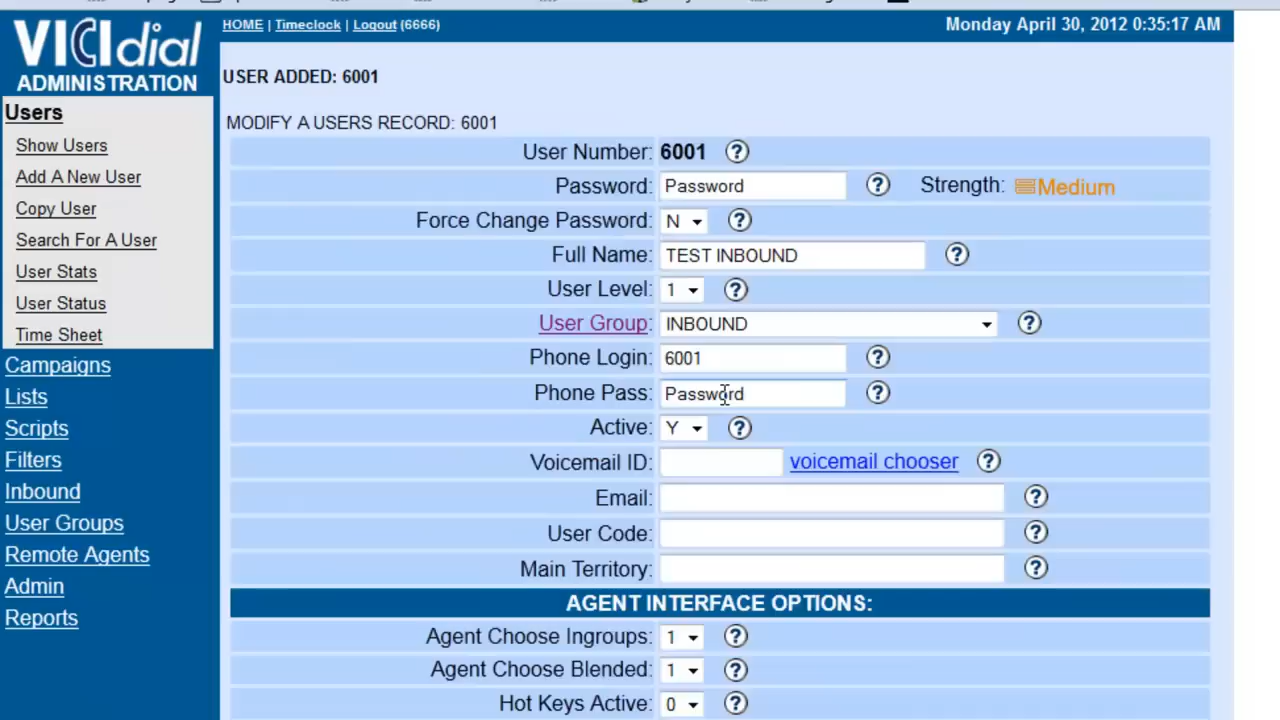 HOME | Timeclock | Logout (6666)
Monday April 30, 2012 0:35:17 AM
VICIdial
ADMINISTRATION
Users
Show Users
Add A New User
Copy User
Search For A User
User Stats
User Status
Time Sheet
Campaigns
Lists
Scripts
Filters
Inbound
User Groups
Remote Agents
Admin
Reports
USER ADDED: 6001
MODIFY A USERS RECORD: 6001
User Number: 6001 ?
Password: Password ? Strength: Medium
Force Change Password: N ?
Full Name: TEST INBOUND ?
User Level: 1 ?
User Group: INBOUND ?
Phone Login: 6001 ?
Phone Pass: Password ?
Active: Y ?
Voicemail ID: voicemail chooser ?
Email: ?
User Code: ?
Main Territory: ?
AGENT INTERFACE OPTIONS:
Agent Choose Ingroups: 1 ?
Agent Choose Blended: 1 ?
Hot Keys Active: 0 ?